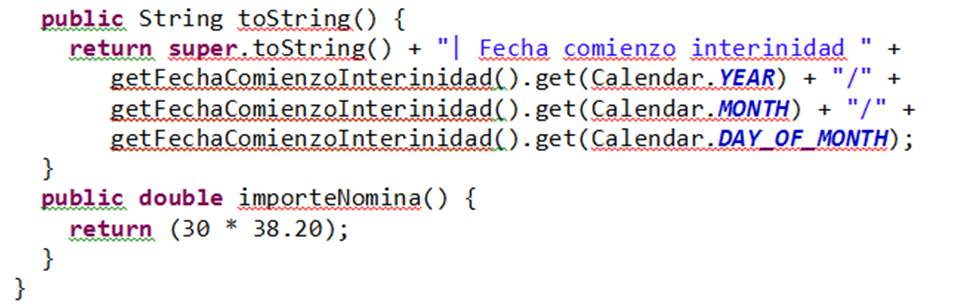 public String toString() {
return super.toString() + "| Fecha comienzo interinidad " +
getFechaComienzoInterinidad().get(Calendar.YEAR) + "/" +
getFechaComienzoInterinidad().get(Calendar.MONTH) + "/" +
getFechaComienzoInterinidad().get(Calendar.DAY_OF_MONTH);
}
public double importeNomina() {
return (30 * 38.20);
}
}